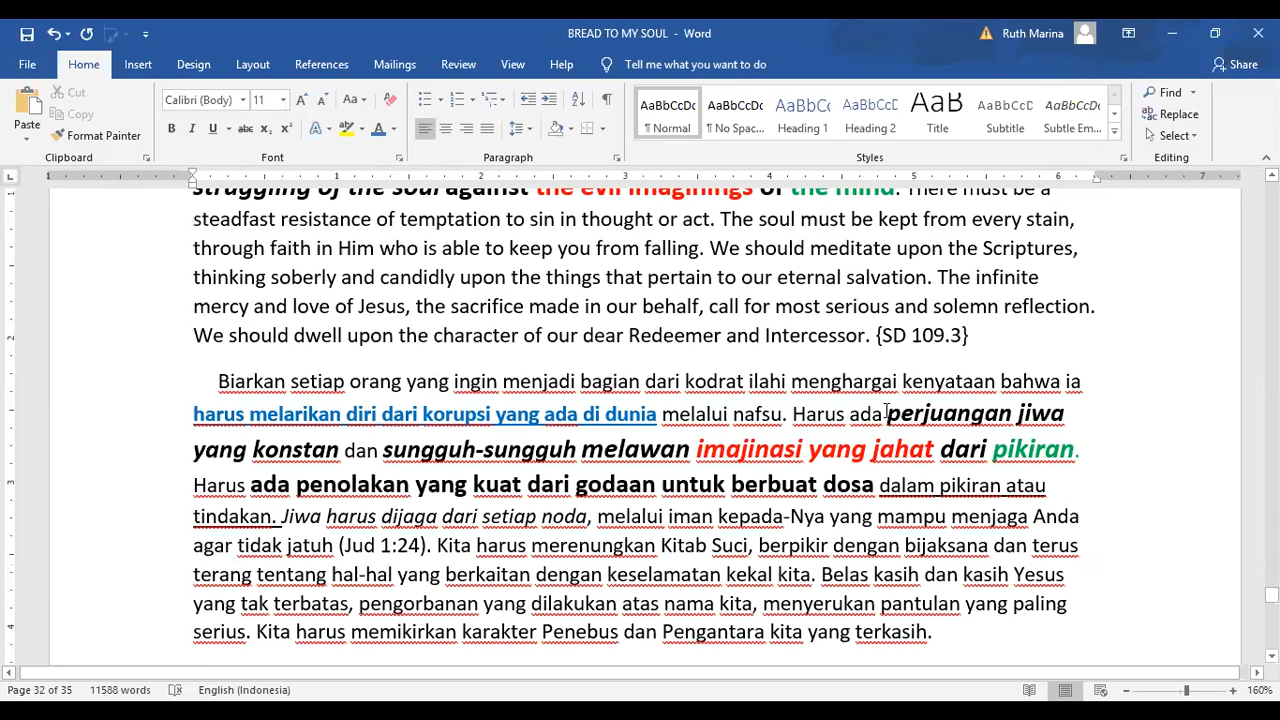 BREAD TO MY SOUL - Word
Ruth Marina
File Home Insert Design Layout References Mailings Review View Help Tell me what you want to do Share
Paste
Cut
Copy
Format Painter
Calibri (Body) 11
Aa
B I U abc x₂ x² A A
AaBbCcDc AaBbCcDc AaBbCc AaBbCcC AaB AaBbCcD AaBbCcDc
¶ Normal ¶ No Spac... Heading 1 Heading 2 Title Subtitle Subtle Em...
Find
Replace
Select
Clipboard Font Paragraph Styles Editing
1 1 2 3 4 5 6 7
struggling of the soul against the evil imaginings of the mind. There must be a
steadfast resistance of temptation to sin in thought or act. The soul must be kept from every stain,
through faith in Him who is able to keep you from falling. We should meditate upon the Scriptures,
thinking soberly and candidly upon the things that pertain to our eternal salvation. The infinite
mercy and love of Jesus, the sacrifice made in our behalf, call for most serious and solemn reflection.
We should dwell upon the character of our dear Redeemer and Intercessor. {SD 109.3}
Biarkan setiap orang yang ingin menjadi bagian dari kodrat ilahi menghargai kenyataan bahwa ia
harus melarikan diri dari korupsi yang ada di dunia melalui nafsu. Harus ada perjuangan jiwa
yang konstan dan sungguh-sungguh melawan imajinasi yang jahat dari pikiran.
Harus ada penolakan yang kuat dari godaan untuk berbuat dosa dalam pikiran atau
tindakan. Jiwa harus dijaga dari setiap noda, melalui iman kepada-Nya yang mampu menjaga Anda
agar tidak jatuh (Jud 1:24). Kita harus merenungkan Kitab Suci, berpikir dengan bijaksana dan terus
terang tentang hal-hal yang berkaitan dengan keselamatan kekal kita. Belas kasih dan kasih Yesus
yang tak terbatas, pengorbanan yang dilakukan atas nama kita, menyerukan pantulan yang paling
serius. Kita harus memikirkan karakter Penebus dan Pengantara kita yang terkasih.
Page 32 of 35 11588 words English (Indonesia) 160%